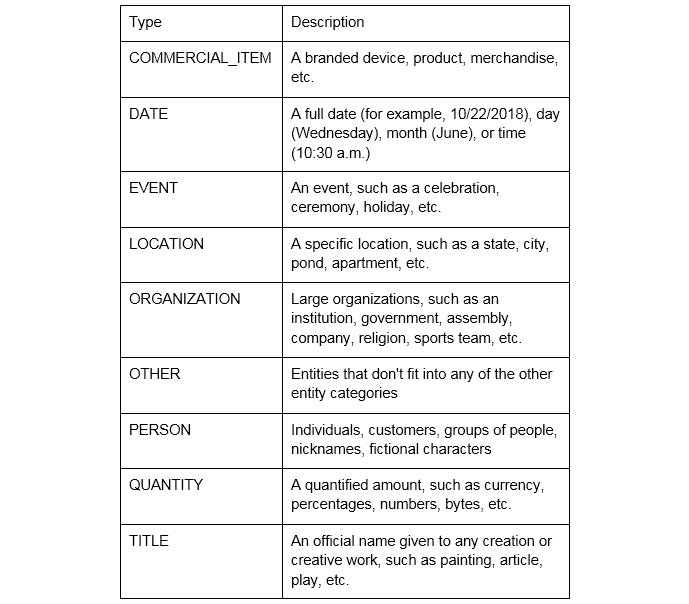 Type
Description
COMMERCIAL_ITEM
A branded device, product, merchandise,
etc.
DATE
A full date (for example, 10/22/2018), day
(Wednesday), month (June), or time
(10:30 a.m.)
EVENT
An event, such as a celebration,
ceremony, holiday, etc.
LOCATION
A specific location, such as a state, city,
pond, apartment, etc.
ORGANIZATION
Large organizations, such as an
institution, government, assembly,
company, religion, sports team, etc.
OTHER
Entities that don't fit into any of the other
entity categories
PERSON
Individuals, customers, groups of people,
nicknames, fictional characters
QUANTITY
A quantified amount, such as currency,
percentages, numbers, bytes, etc.
TITLE
An official name given to any creation or
creative work, such as painting, article,
play, etc.